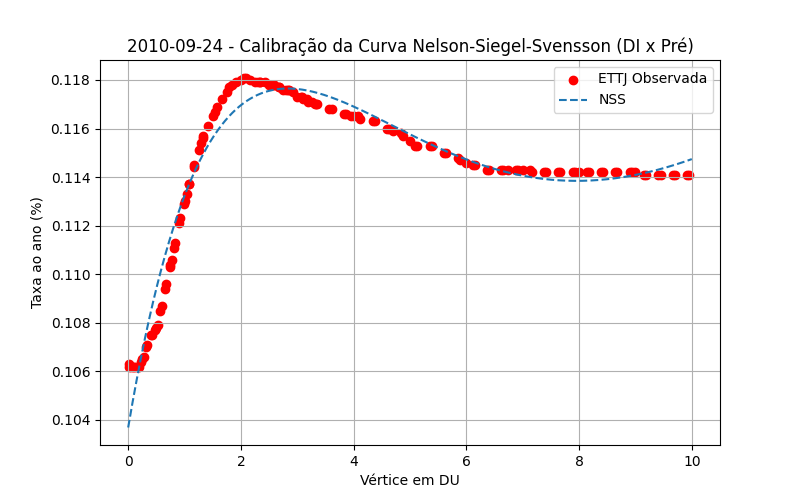 2010-09-24 - Calibração da Curva Nelson-Siegel-Svensson (DI x Pré)
ETTJ Observada
NSS
Taxa ao ano (%)
0.118
0.116
0.114
0.112
0.110
0.108
0.106
0.104
0 2 4 6 8 10
Vértice em DU